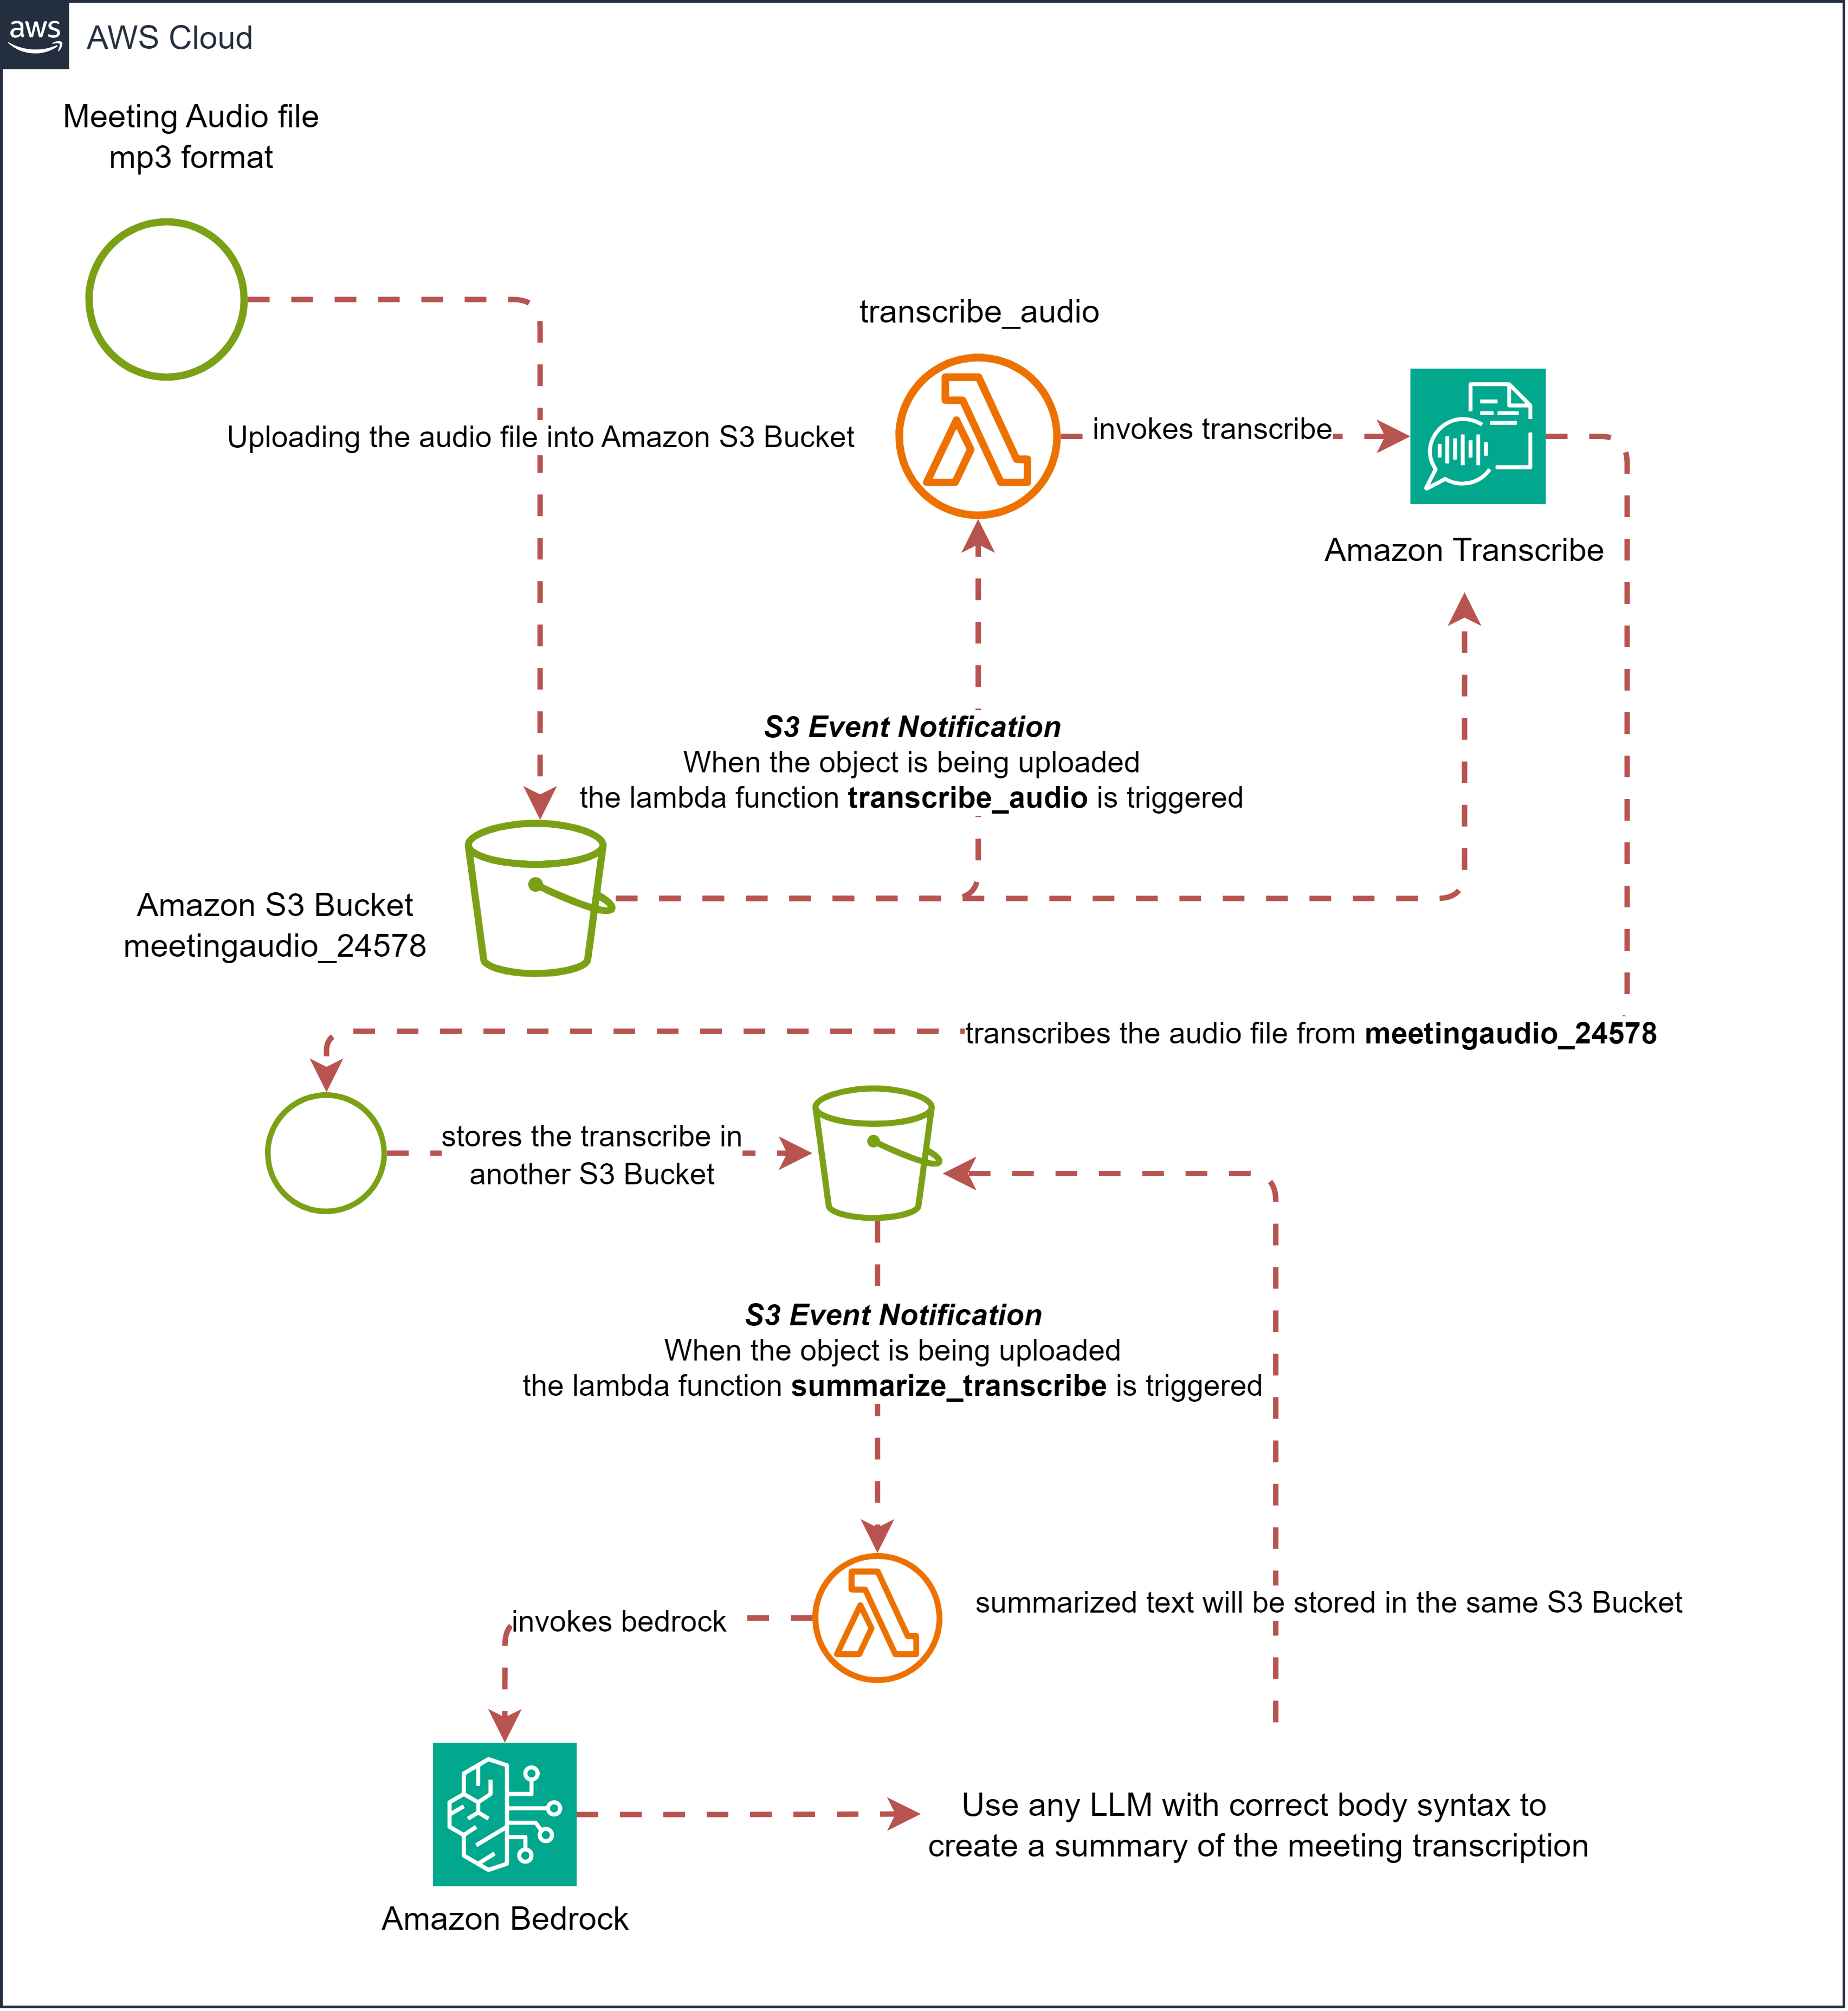 aws
AWS Cloud
Meeting Audio file
mp3 format
transcribe_audio
Uploading the audio file into Amazon S3 Bucket
invokes transcribe
Amazon Transcribe
S3 Event Notification
When the object is being uploaded
the lambda function transcribe_audio is triggered
Amazon S3 Bucket
meetingaudio_24578
transcribes the audio file from meetingaudio_24578
stores the transcribe in
another S3 Bucket
S3 Event Notification
When the object is being uploaded
the lambda function summarize_transcribe is triggered
invokes bedrock
summarized text will be stored in the same S3 Bucket
Use any LLM with correct body syntax to
create a summary of the meeting transcription
Amazon Bedrock